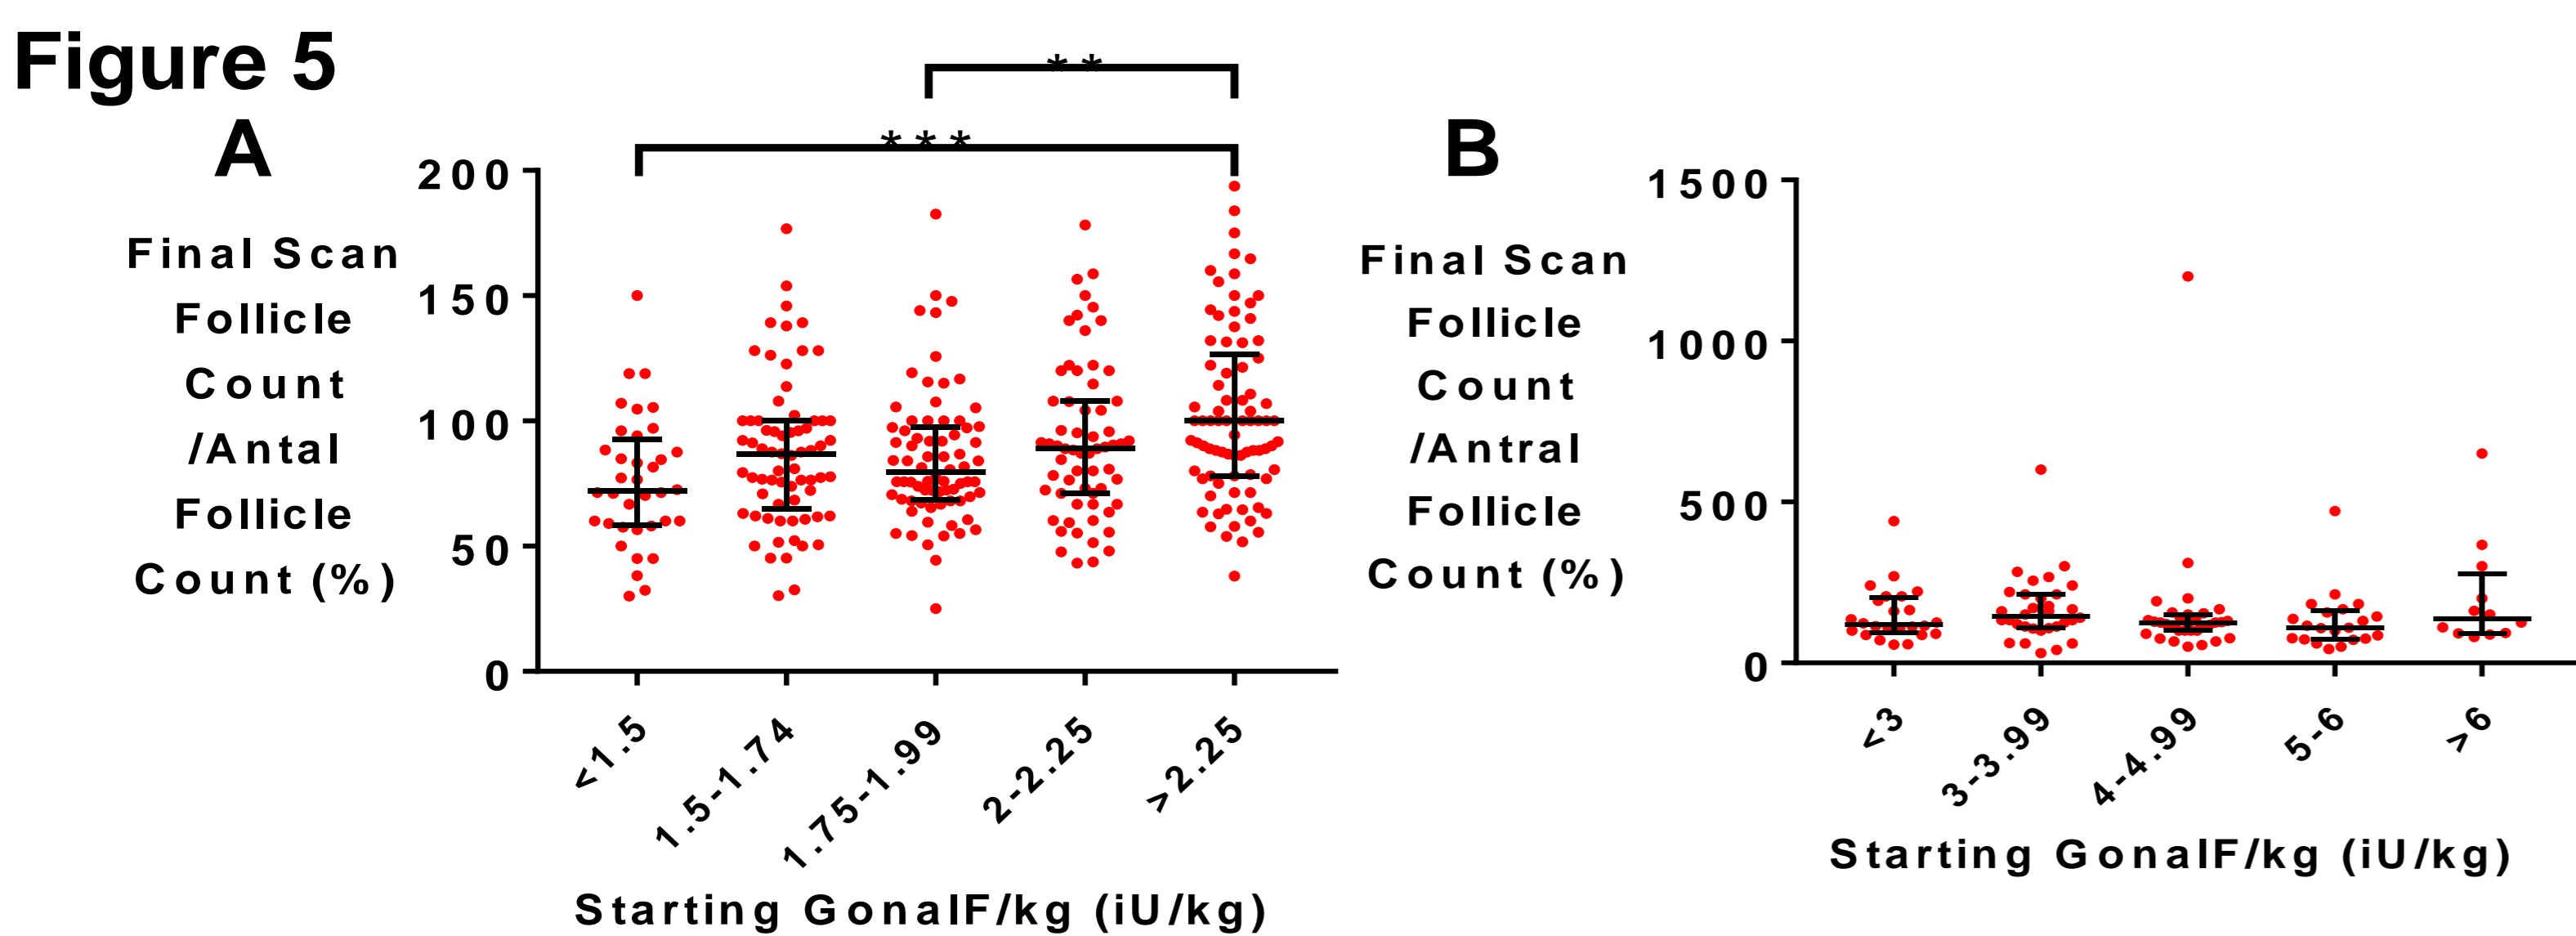 Figure 5
A
Final Scan
Follicle
Count
/Antal
Follicle
Count (%)
**
***
200
150
100
50
0
<1.5
1.5-1.74
1.75-1.99
2-2.25
>2.25
Starting GonalF/kg (iU/kg)
B
Final Scan
Follicle
Count
/Antral
Follicle
Count (%)
1500
1000
500
0
<3
3-3.99
4-4.99
5-6
>6
Starting GonalF/kg (iU/kg)